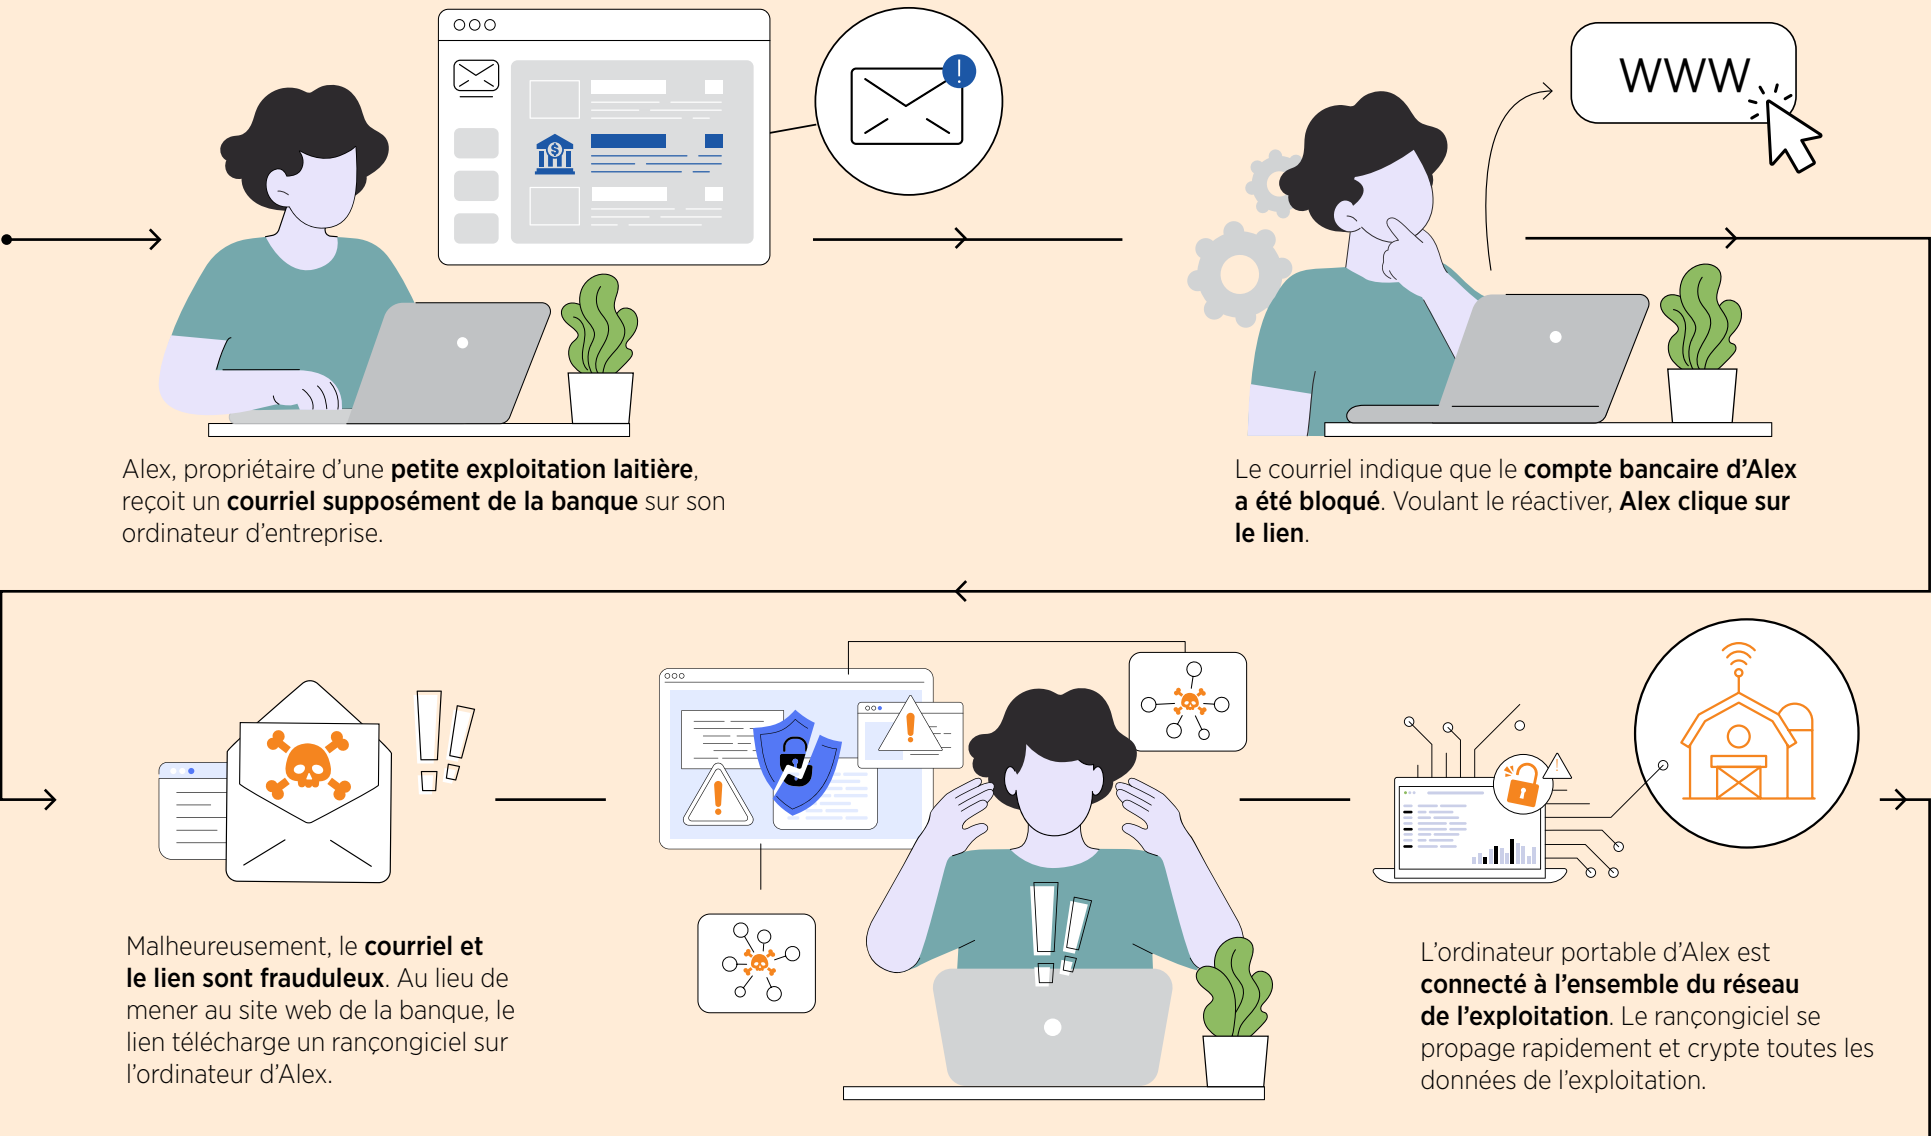 WWW
Alex, propriétaire d’une petite exploitation laitière,
reçoit un courriel supposément de la banque sur son
ordinateur d’entreprise.
Le courriel indique que le compte bancaire d’Alex
a été bloqué. Voulant le réactiver, Alex clique sur
le lien.
Malheureusement, le courriel et
le lien sont frauduleux. Au lieu de
mener au site web de la banque, le
lien télécharge un rançongiciel sur
l’ordinateur d’Alex.
L’ordinateur portable d’Alex est
connecté à l’ensemble du réseau
de l’exploitation. Le rançongiciel se
propage rapidement et crypte toutes les
données de l’exploitation.